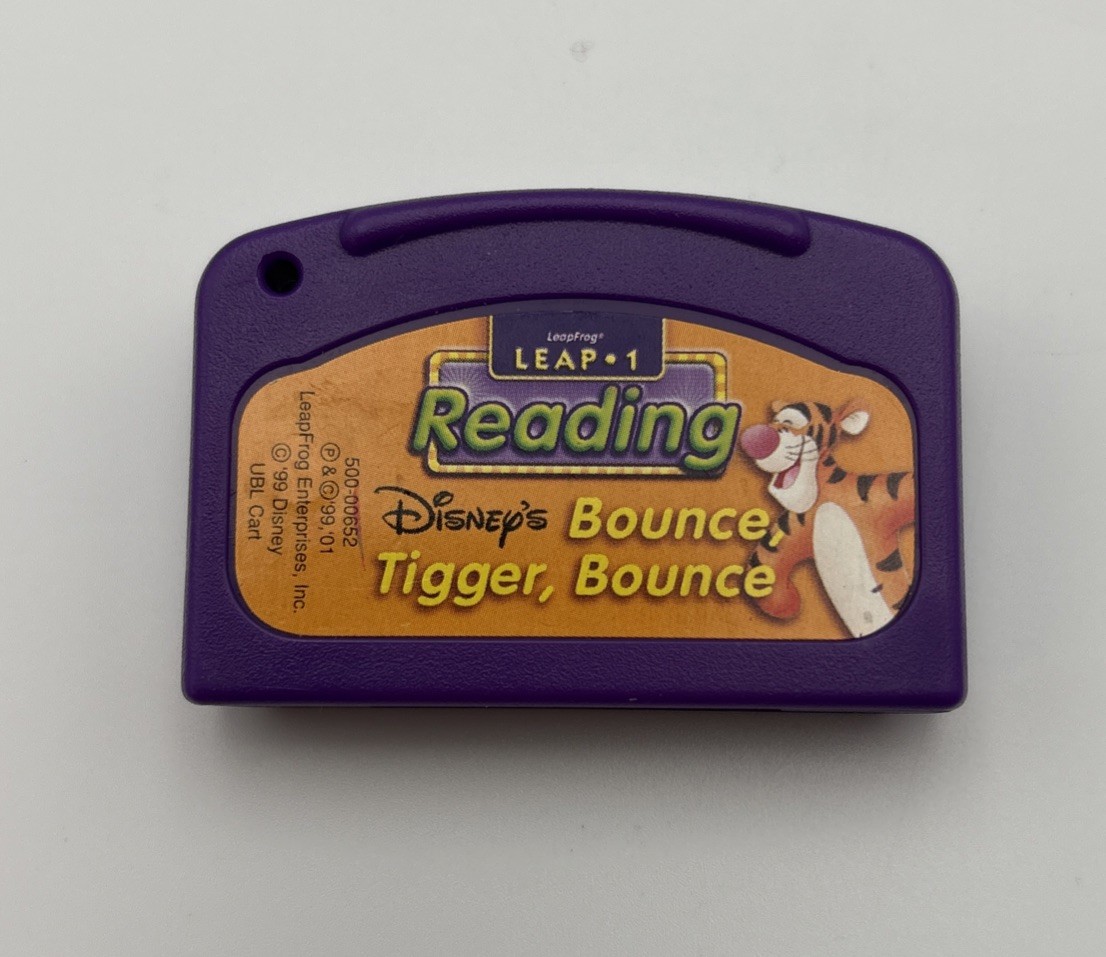 LeapFrog®
LEAP • 1
Reading
Disney's Bounce,
Tigger, Bounce
500-00652
Ⓟ & © '99, '01
LeapFrog Enterprises, Inc.
© '99 Disney
UBL Cart